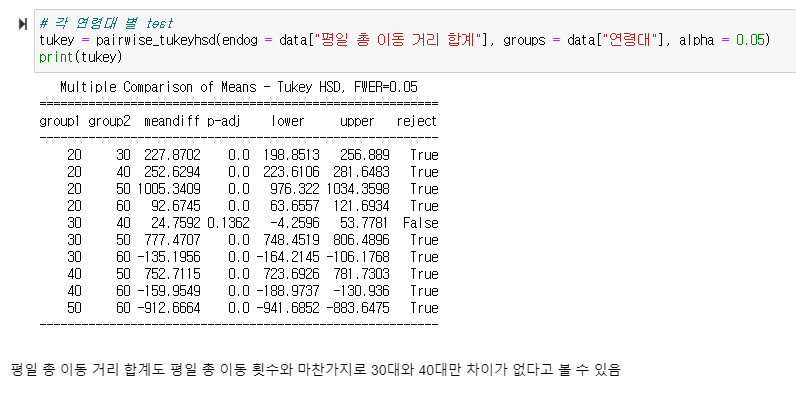 # 각 연령대 별 test
tukey = pairwise_tukeyhsd(endog = data["평일 총 이동 거리 합계"], groups = data["연령대"], alpha = 0.05)
print(tukey)
Multiple Comparison of Means - Tukey HSD, FWER=0.05
=========================================================
group1 group2 meandiff p-adj lower upper reject
---------------------------------------------------------
20 30 227.8702 0.0 198.8513 256.889 True
20 40 252.6294 0.0 223.6106 281.6483 True
20 50 1005.3409 0.0 976.322 1034.3598 True
20 60 92.6745 0.0 63.6557 121.6934 True
30 40 24.7592 0.1362 -4.2596 53.7781 False
30 50 777.4707 0.0 748.4519 806.4896 True
30 60 -135.1956 0.0 -164.2145 -106.1768 True
40 50 752.7115 0.0 723.6926 781.7303 True
40 60 -159.9549 0.0 -188.9737 -130.936 True
50 60 -912.6664 0.0 -941.6852 -883.6475 True
---------------------------------------------------------
평일 총 이동 거리 합계도 평일 총 이동 횟수와 마찬가지로 30대와 40대만 차이가 없다고 볼 수 있음